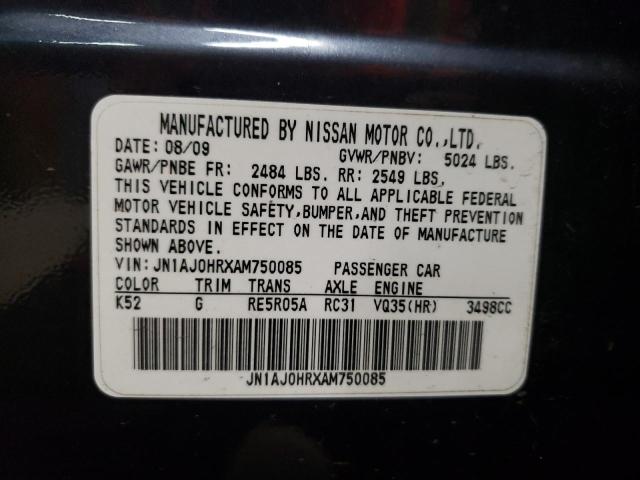 MANUFACTURED BY NISSAN MOTOR CO.,LTD.
DATE: 08/09 GVWR/PNBV: 5024 LBS.
GAWR/PNBE FR: 2484 LBS. RR: 2549 LBS.
THIS VEHICLE CONFORMS TO ALL APPLICABLE FEDERAL
MOTOR VEHICLE SAFETY,BUMPER,AND THEFT PREVENTION
STANDARDS IN EFFECT ON THE DATE OF MANUFACTURE
SHOWN ABOVE.
VIN: JN1AJ0HRXAM750085 PASSENGER CAR
COLOR TRIM TRANS AXLE ENGINE
K52 G RE5R05A RC31 VQ35(HR) 3498CC
JN1AJ0HRXAM750085